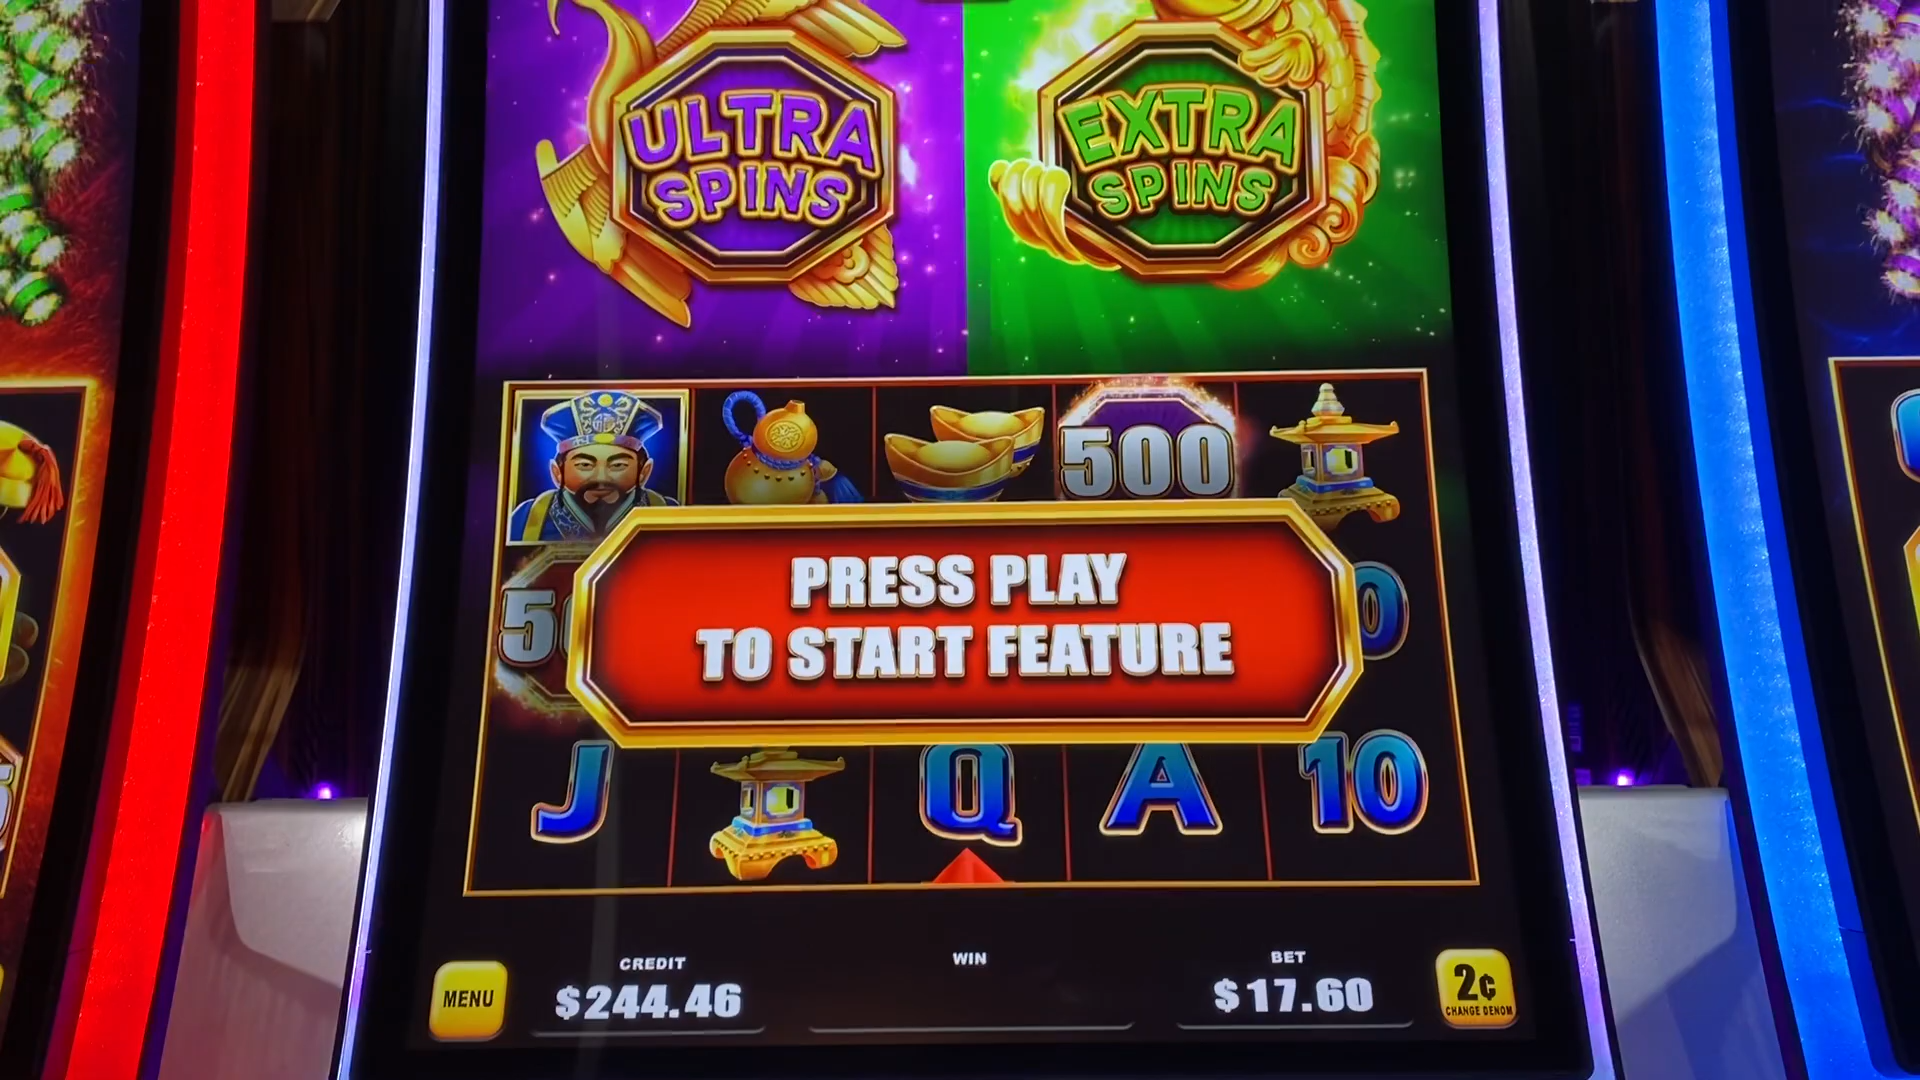 ULTRA
SPINS
EXTRA
SPINS
500
PRESS PLAY
TO START FEATURE
J
Q
A
10
MENU
CREDIT
$244.46
WIN
BET
$17.60
2¢
CHANGE DENOM